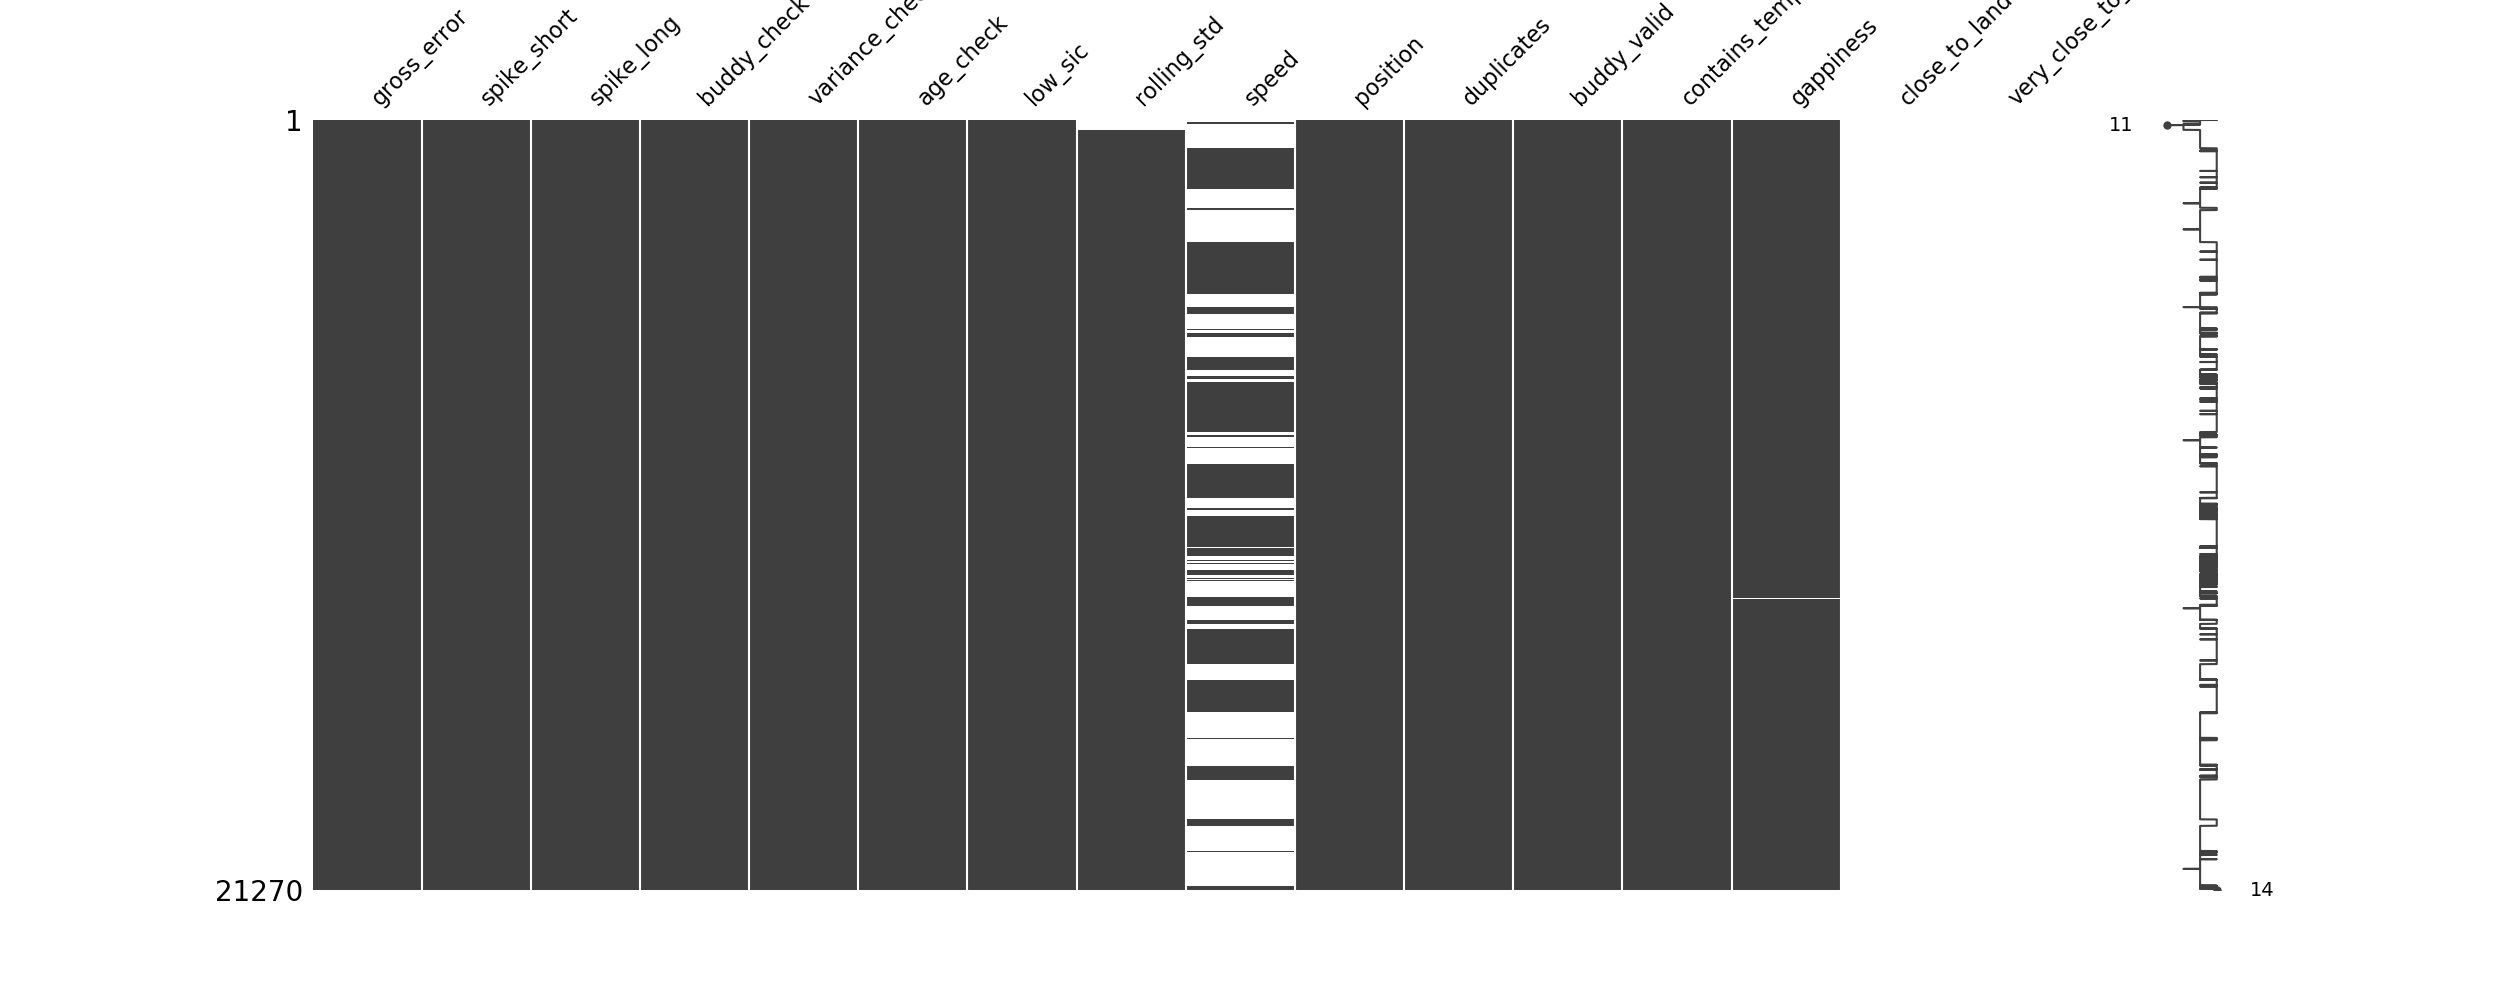 gross_error
spike_short
spike_long
buddy_check
age_check
low_sic
rolling_std
speed
position
duplicates
buddy_valid
gappiness
1
11
21270
14